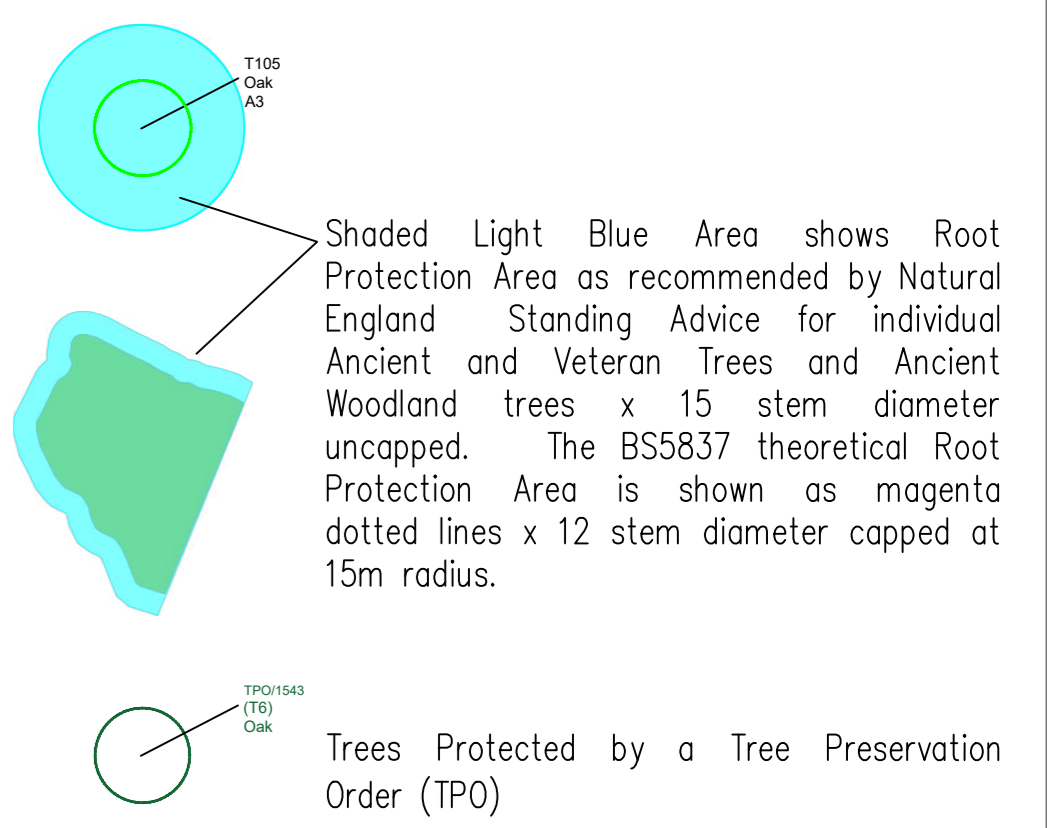 T105
Oak
A3
Shaded Light Blue Area shows Root
Protection Area as recommended by Natural
England Standing Advice for individual
Ancient and Veteran Trees and Ancient
Woodland trees x 15 stem diameter
uncapped. The BS5837 theoretical Root
Protection Area is shown as magenta
dotted lines x 12 stem diameter capped at
15m radius.
TPO/1543
(T6)
Oak
Trees Protected by a Tree Preservation
Order (TPO)